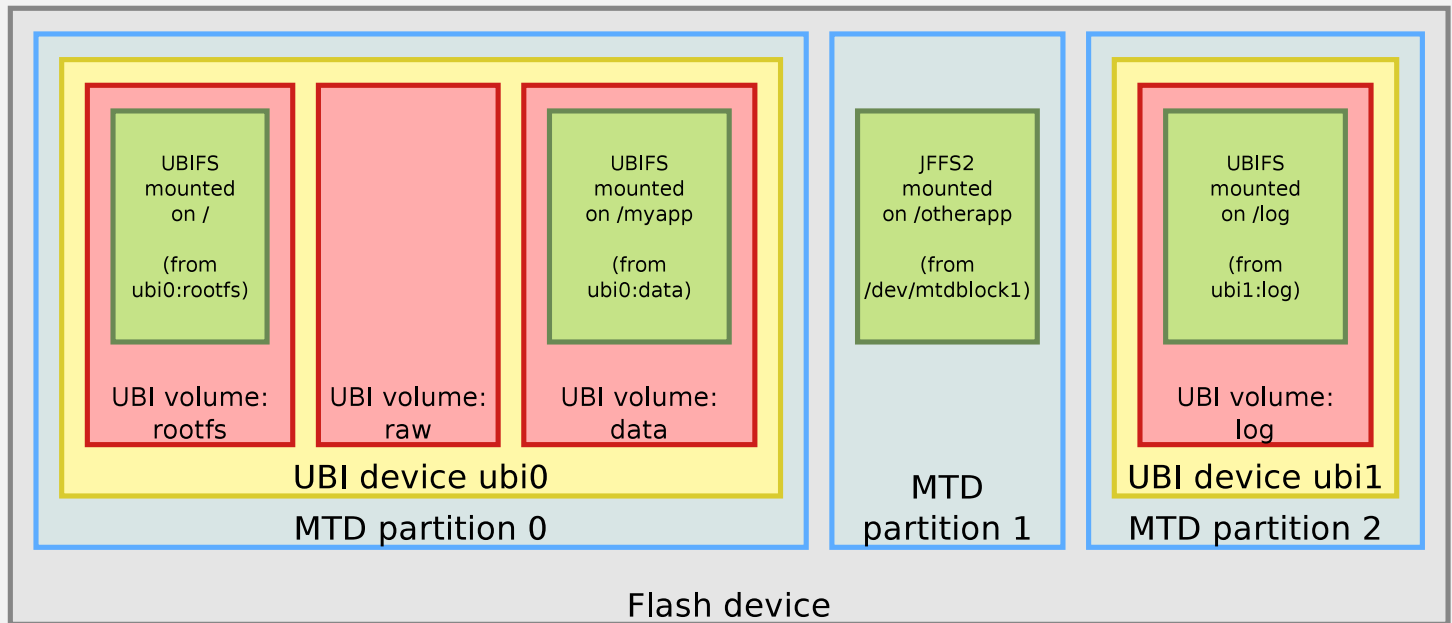 UBIFS
mounted
on /
(from
ubi0:rootfs)
UBI volume:
rootfs
UBI volume:
raw
UBIFS
mounted
on /myapp
(from
ubi0:data)
UBI volume:
data
UBI device ubi0
MTD partition 0
JFFS2
mounted
on /otherapp
(from
/dev/mtdblock1)
MTD
partition 1
UBIFS
mounted
on /log
(from
ubi1:log)
UBI volume:
log
UBI device ubi1
MTD partition 2
Flash device